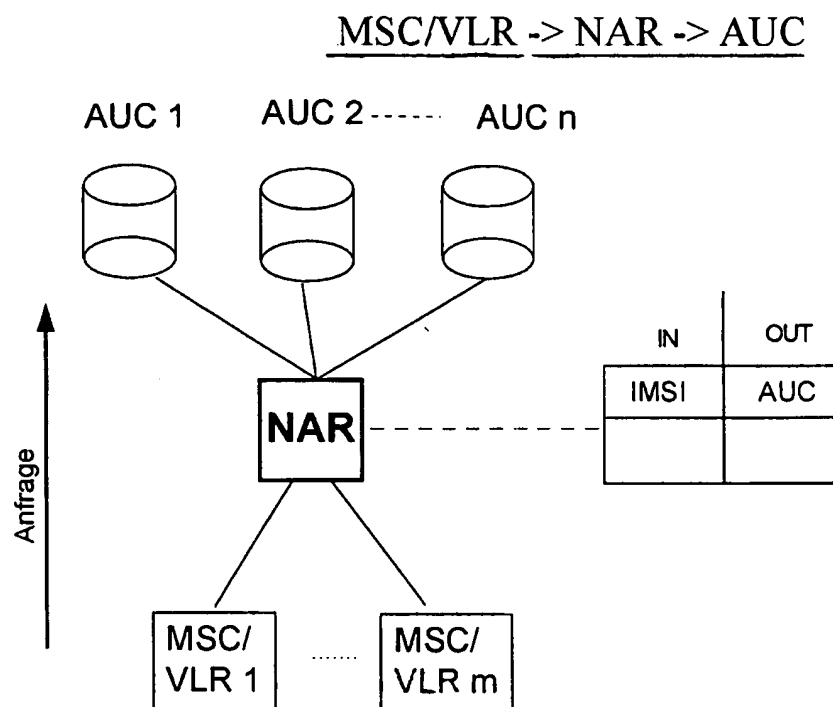 MSC/VLR -> NAR -> AUC
AUC 1
AUC 2
AUC n
IN
OUT
IMSI
AUC
NAR
Anfrage
MSC/
VLR 1
MSC/
VLR m